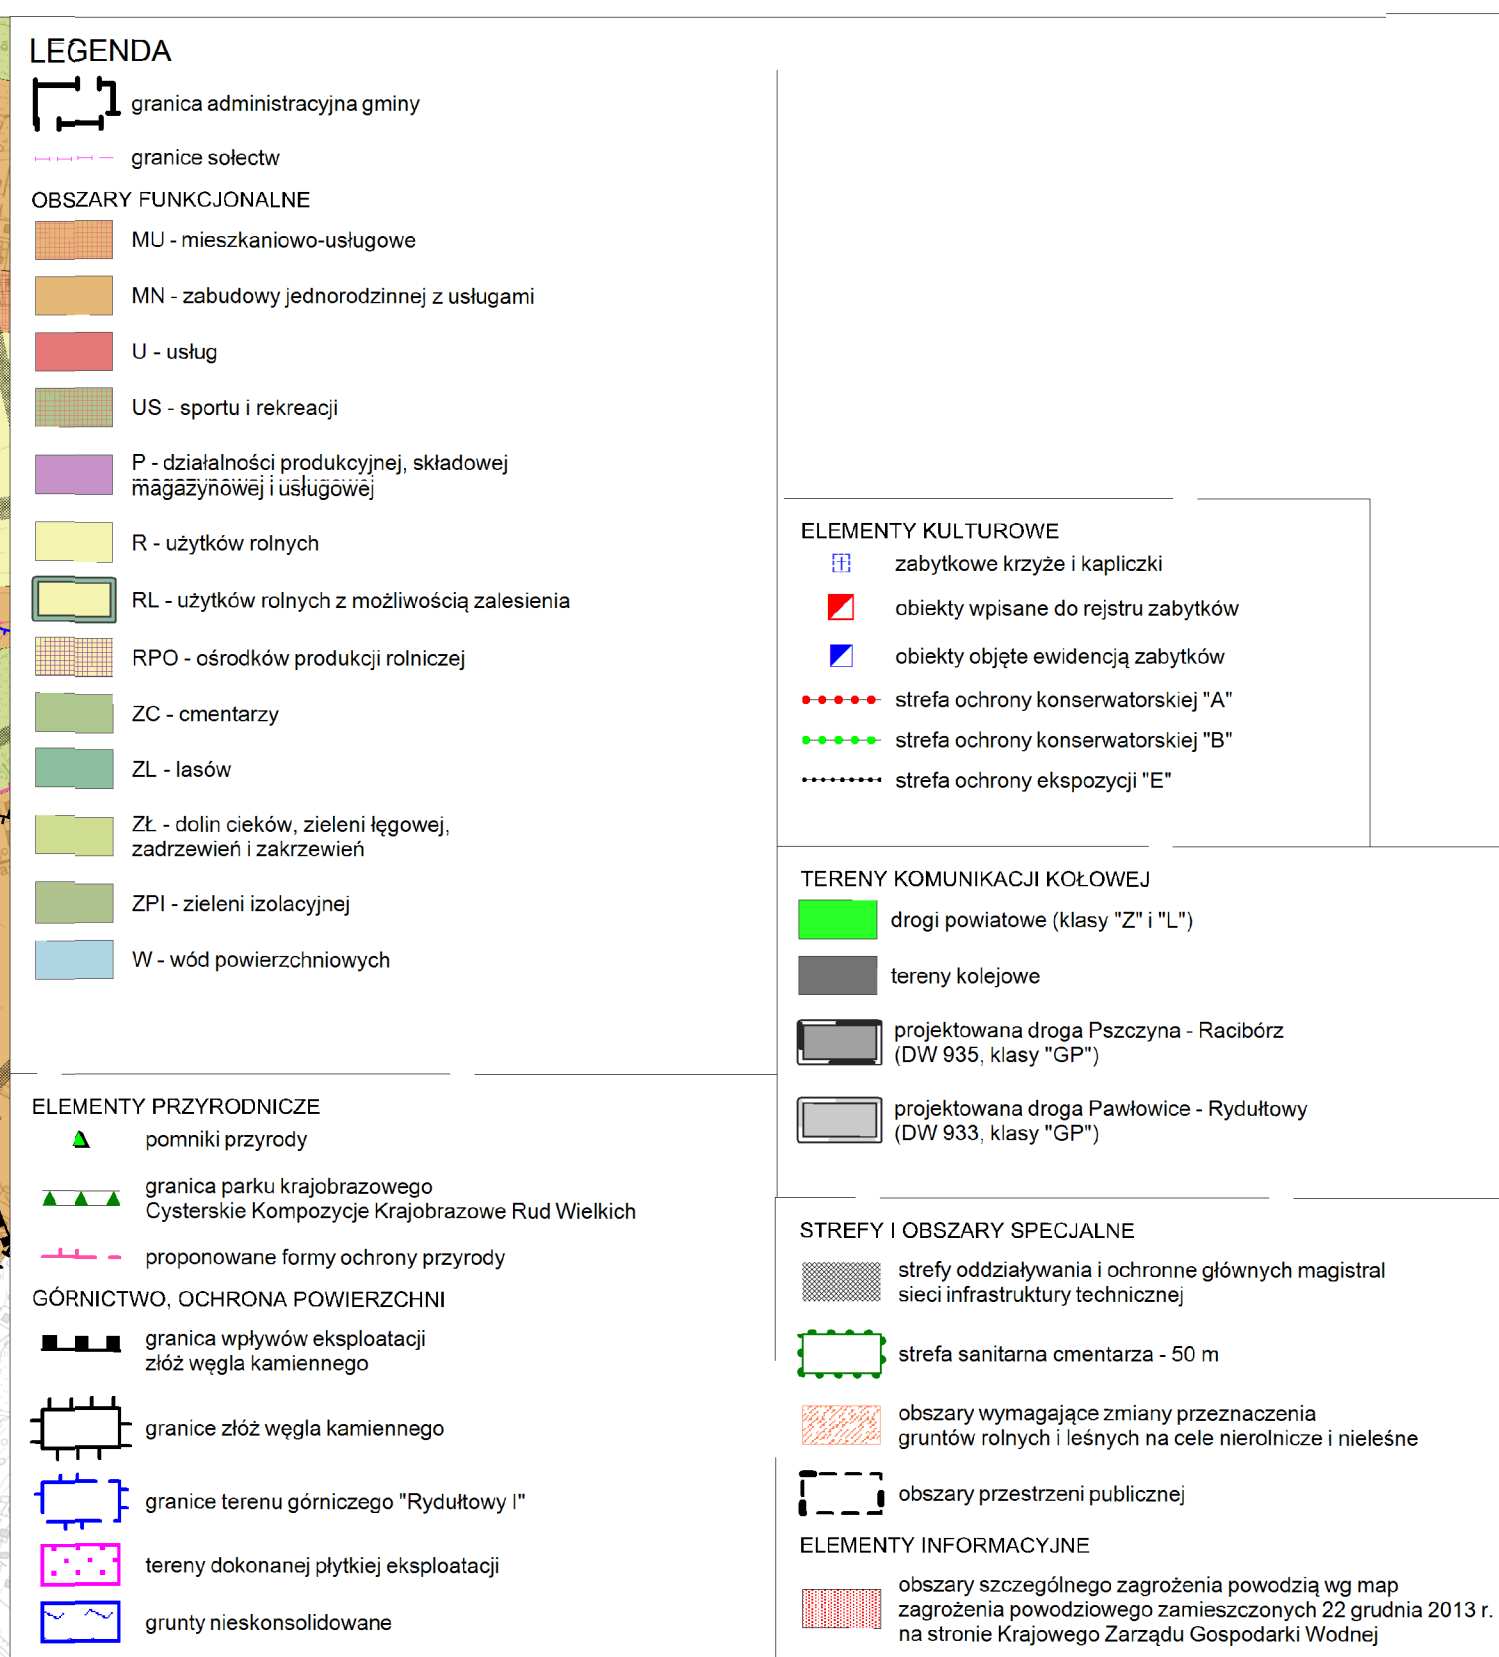 LEGENDA
granica administracyjna gminy
granice sołectw
OBSZARY FUNKCJONALNE
MU - mieszkaniowo-usługowe
MN - zabudowy jednorodzinnej z usługami
U - usług
US - sportu i rekreacji
P - działalności produkcyjnej, składowej
magazynowej i usługowej
R - użytków rolnych
RL - użytków rolnych z możliwością zalesienia
RPO - ośrodków produkcji rolniczej
ZC - cmentarzy
ZL - lasów
ZŁ - dolin cieków, zieleni łęgowej,
zadrzewień i zakrzewień
ZPI - zieleni izolacyjnej
W - wód powierzchniowych
ELEMENTY PRZYRODNICZE
pomniki przyrody
granica parku krajobrazowego
Cysterskie Kompozycje Krajobrazowe Rud Wielkich
proponowane formy ochrony przyrody
GÓRNICTWO, OCHRONA POWIERZCHNI
granica wpływów eksploatacji
złóż węgla kamiennego
granice złóż węgla kamiennego
granice terenu górniczego "Rydułtowy I"
tereny dokonanej płytkiej eksploatacji
grunty nieskonsolidowane
ELEMENTY KULTUROWE
zabytkowe krzyże i kapliczki
obiekty wpisane do rejstru zabytków
obiekty objęte ewidencją zabytków
strefa ochrony konserwatorskiej "A"
strefa ochrony konserwatorskiej "B"
strefa ochrony ekspozycji "E"
TERENY KOMUNIKACJI KOŁOWEJ
drogi powiatowe (klasy "Z" i "L")
tereny kolejowe
projektowana droga Pszczyna - Racibórz
(DW 935, klasy "GP")
projektowana droga Pawłowice - Rydułtowy
(DW 933, klasy "GP")
STREFY I OBSZARY SPECJALNE
strefy oddziaływania i ochronne głównych magistral
sieci infrastruktury technicznej
strefa sanitarna cmentarza - 50 m
obszary wymagające zmiany przeznaczenia
gruntów rolnych i leśnych na cele nierolnicze i nieleśne
obszary przestrzeni publicznej
ELEMENTY INFORMACYJNE
obszary szczególnego zagrożenia powodzią wg map
zagrożenia powodziowego zamieszczonych 22 grudnia 2013 r.
na stronie Krajowego Zarządu Gospodarki Wodnej